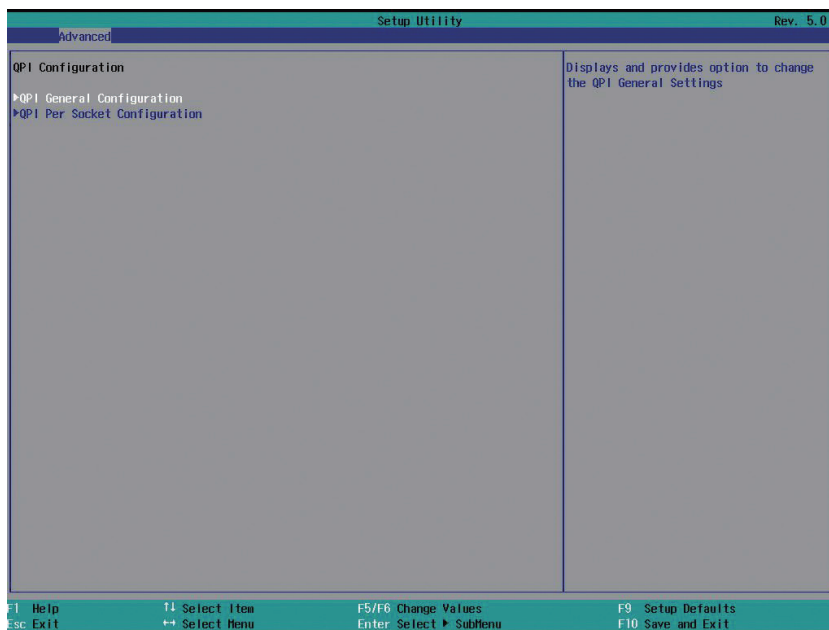 Setup Utility Rev. 5.0
Advanced
QPI Configuration
▶QPI General Configuration
▶QPI Per Socket Configuration
Displays and provides option to change
the QPI General Settings
F1 Help ↑↓ Select Item F5/F6 Change Values F9 Setup Defaults
Esc Exit ↔ Select Menu Enter Select ▶ SubMenu F10 Save and Exit